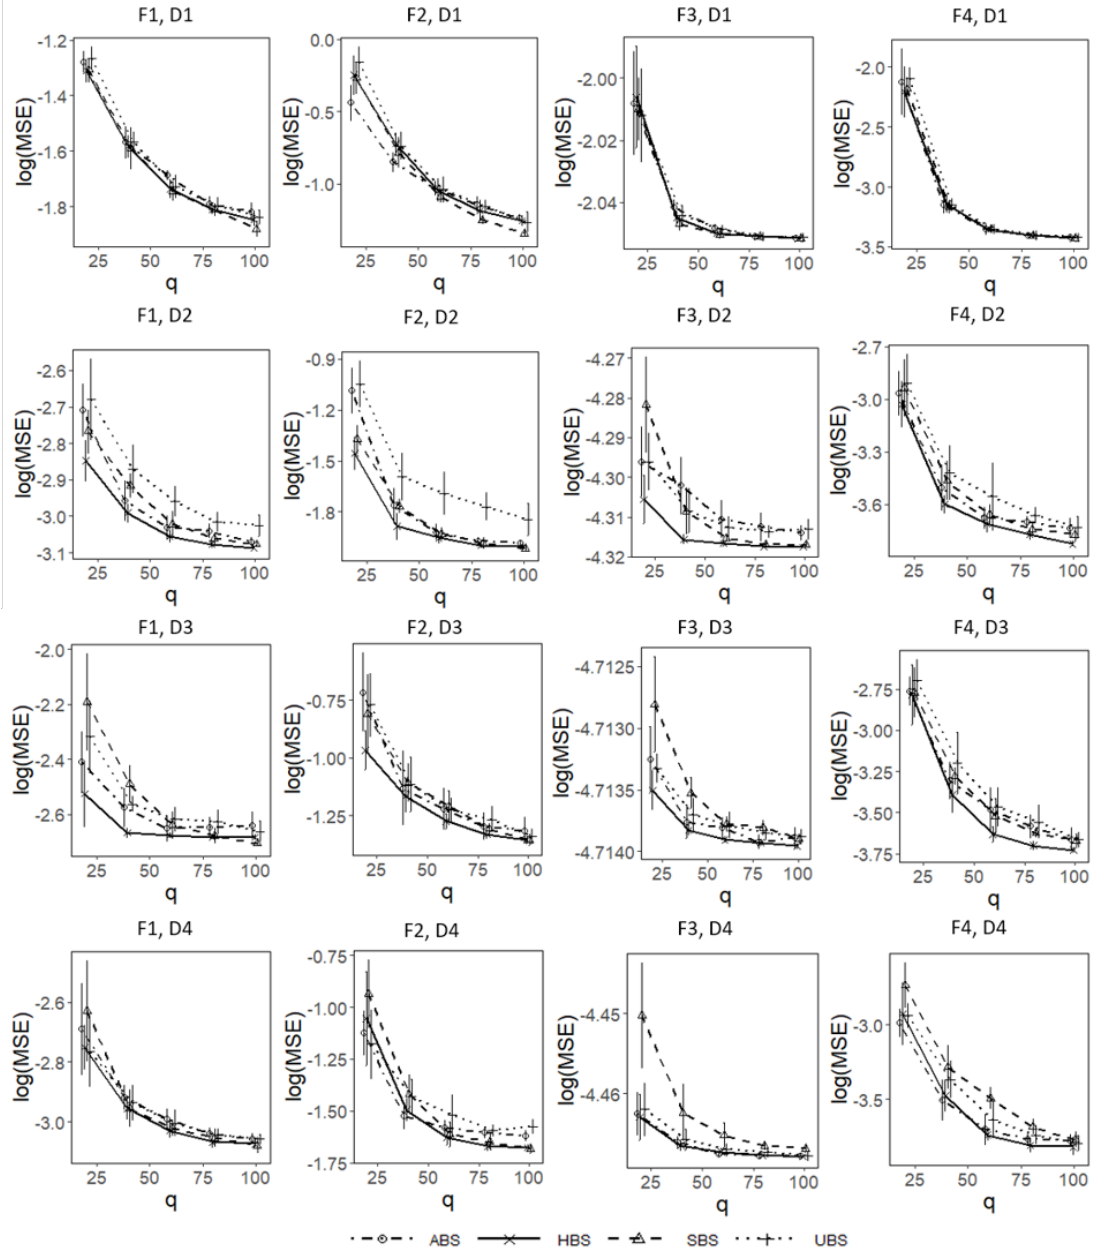 F1, D1
F2, D1
F3, D1
F4, D1
log(MSE)
-1.2
-1.4
-1.6
-1.8
25 50 75 100
q
log(MSE)
0.0
-0.5
-1.0
25 50 75 100
q
log(MSE)
-2.00
-2.02
-2.04
25 50 75 100
q
log(MSE)
-2.0
-2.5
-3.0
-3.5
25 50 75 100
q
F1, D2
F2, D2
F3, D2
F4, D2
log(MSE)
-2.6
-2.7
-2.8
-2.9
-3.0
-3.1
25 50 75 100
q
log(MSE)
-0.9
-1.2
-1.5
-1.8
25 50 75 100
q
log(MSE)
-4.27
-4.28
-4.29
-4.30
-4.31
-4.32
25 50 75 100
q
log(MSE)
-2.7
-3.0
-3.3
-3.6
25 50 75 100
q
F1, D3
F2, D3
F3, D3
F4, D3
log(MSE)
-2.0
-2.2
-2.4
-2.6
25 50 75 100
q
log(MSE)
-0.75
-1.00
-1.25
25 50 75 100
q
log(MSE)
-4.7125
-4.7130
-4.7135
-4.7140
25 50 75 100
q
log(MSE)
-2.75
-3.00
-3.25
-3.50
-3.75
25 50 75 100
q
F1, D4
F2, D4
F3, D4
F4, D4
log(MSE)
-2.6
-2.8
-3.0
25 50 75 100
q
log(MSE)
-0.75
-1.00
-1.25
-1.50
-1.75
25 50 75 100
q
log(MSE)
-4.45
-4.46
25 50 75 100
q
log(MSE)
-3.0
-3.5
25 50 75 100
q
ABS HBS SBS UBS